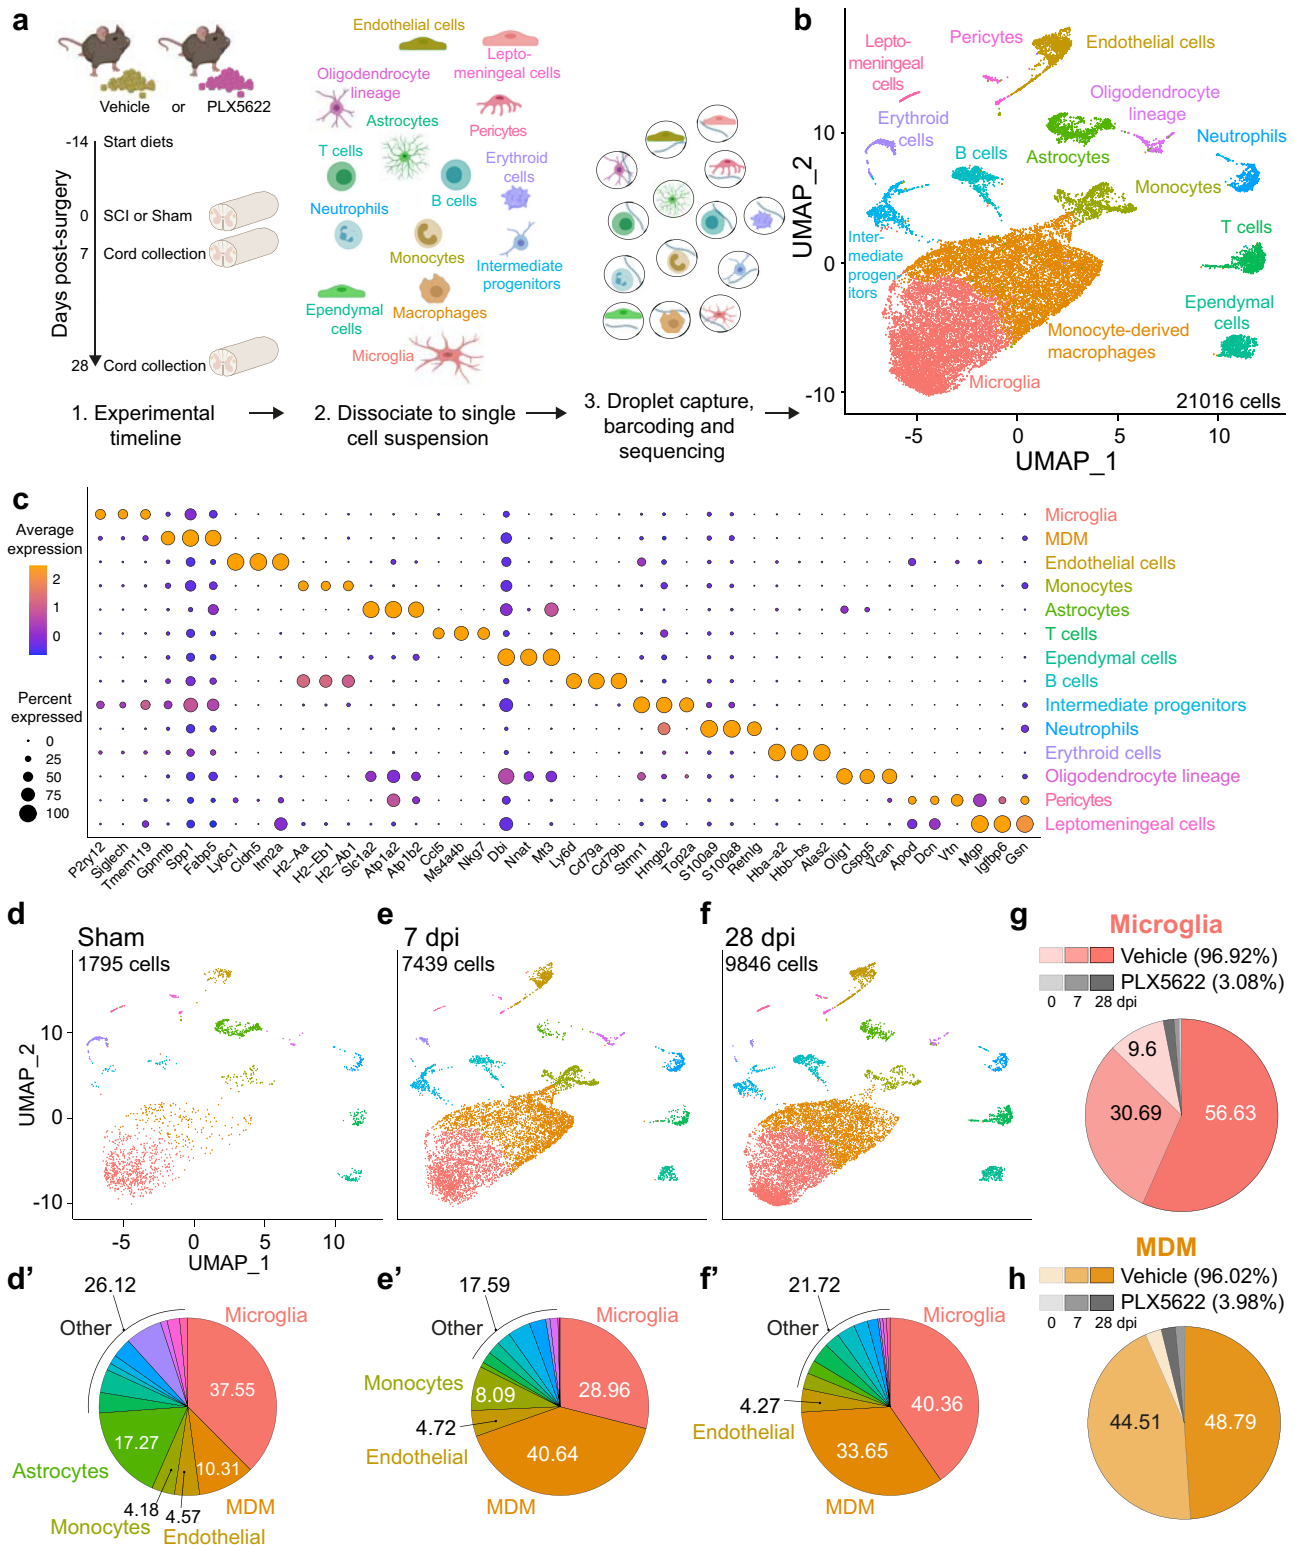 a
Vehicle or PLX5622
Days post-surgery
-14 Start diets
0 SCI or Sham
7 Cord collection
28 Cord collection
1. Experimental
timeline
Endothelial cells
Lepto-
meningeal cells
Oligodendrocyte
lineage
Astrocytes
Pericytes
T cells
Erythroid
cells
B cells
Neutrophils
Monocytes
Intermediate
progenitors
Ependymal
cells
Macrophages
Microglia
2. Dissociate to single
cell suspension
3. Droplet capture,
barcoding and
sequencing
b
Lepto-
meningeal
cells
Pericytes
Endothelial cells
Oligodendrocyte
lineage
Erythroid
cells
B cells
Astrocytes
Neutrophils
Monocytes
Inter-
mediate
progen-
itors
T cells
Ependymal
cells
Monocyte-derived
macrophages
Microglia
21016 cells
10
0
-10
UMAP_2
-5 0 5 10
UMAP_1
c
Average
expression
2
1
0
Percent
expressed
0
25
50
75
100
Microglia
MDM
Endothelial cells
Monocytes
Astrocytes
T cells
Ependymal cells
B cells
Intermediate progenitors
Neutrophils
Erythroid cells
Oligodendrocyte lineage
Pericytes
Leptomeningeal cells
P2ry12 Siglech Tmem119 Gpnmb Spp1 Fabp5 Ly6c1 Cldn5 Itm2a H2-Aa H2-Eb1 H2-Ab1 Slc1a2 Atp1a2 Atp1b2 Ccl5 Ms4a4b Nkg7 Dbi Nnat Mt3 Ly6d Cd79a Cd79b Stmn1 Hmgb2 Top2a S100a9 S100a8 Retnlg Hba-a2 Hbb-bs Alas2 Olig1 Cspg5 Vcan Apod Dcn Vtn Mgp Igfbp6 Gsn
d
Sham
1795 cells
10
0
-10
UMAP_2
-5 0 5 10
UMAP_1
e
7 dpi
7439 cells
f
28 dpi
9846 cells
g
Microglia
Vehicle (96.92%)
PLX5622 (3.08%)
0 7 28 dpi
9.6
30.69
56.63
d'
26.12
Other
Microglia
37.55
17.27
Astrocytes
10.31
4.18
4.57
MDM
Monocytes
Endothelial
e'
17.59
Other
Microglia
Monocytes
8.09
28.96
4.72
Endothelial
40.64
MDM
f'
21.72
Other
Microglia
4.27
40.36
Endothelial
33.65
MDM
h
MDM
Vehicle (96.02%)
PLX5622 (3.98%)
0 7 28 dpi
44.51
48.79